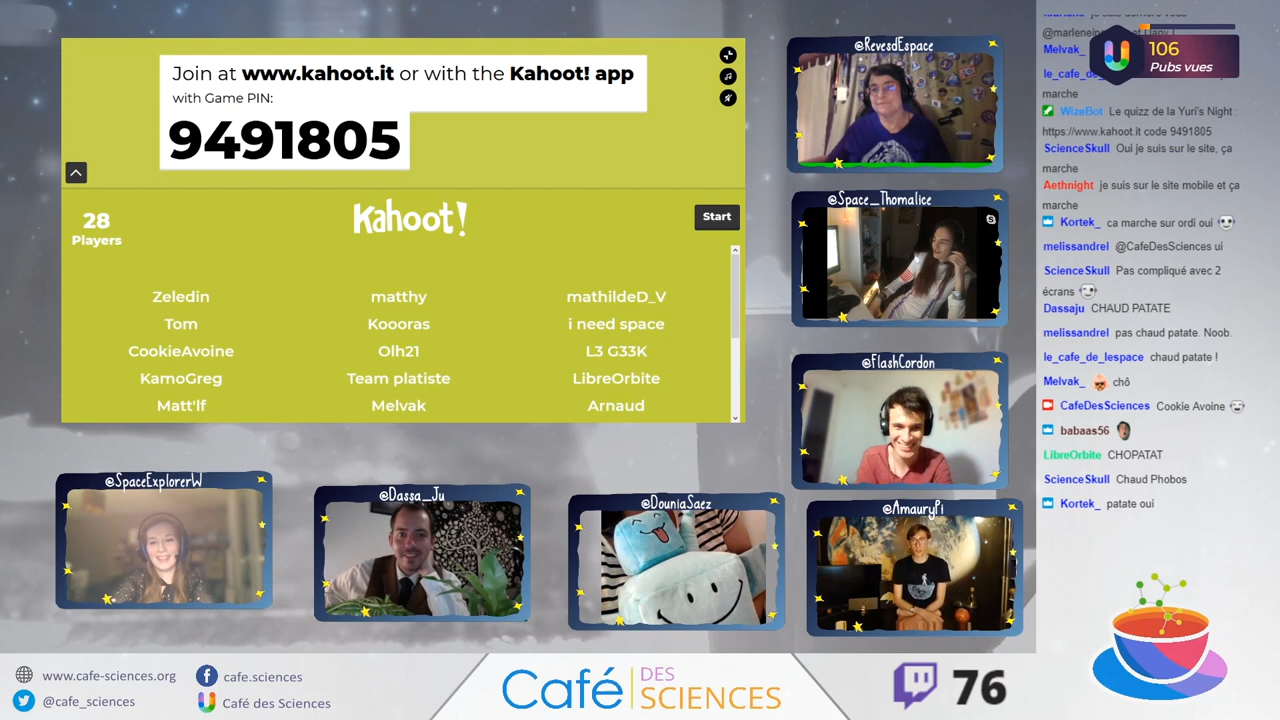 Join at www.kahoot.it or with the Kahoot! app
with Game PIN:
9491805
28
Players
Kahoot!
Start
Zeledin
matthy
mathildeD_V
Tom
Koooras
i need space
CookieAvoine
Olh21
L3 G33K
KamoGreg
Team platiste
LibreOrbite
Matt'lf
Melvak
Arnaud
@RevesdEspace
@Space_Thomalice
@FlashCordon
@SpaceExplorerW
@Dassa_Ju
@DouniaSaez
@AmauryPi
106
Pubs vues
Melvak_
marche
WizeBot Le quizz de la Yuri's Night :
https://www.kahoot.it code 9491805
ScienceSkull Oui je suis sur le site, ça
marche
Aethnight je suis sur le site mobile et ça
marche
Kortek_ ca marche sur ordi oui
melissandrel @CafeDesSciences ui
ScienceSkull Pas compliqué avec 2
écrans
Dassaju CHAUD PATATE
melissandrel pas chaud patate. Noob.
le_cafe_de_lespace chaud patate !
Melvak_ chô
CafeDesSciences Cookie Avoine
babaas56
LibreOrbite CHOPATAT
ScienceSkull Chaud Phobos
Kortek_ patate oui
www.cafe-sciences.org
cafe.sciences
@cafe_sciences
Café des Sciences
Café DES SCIENCES
76